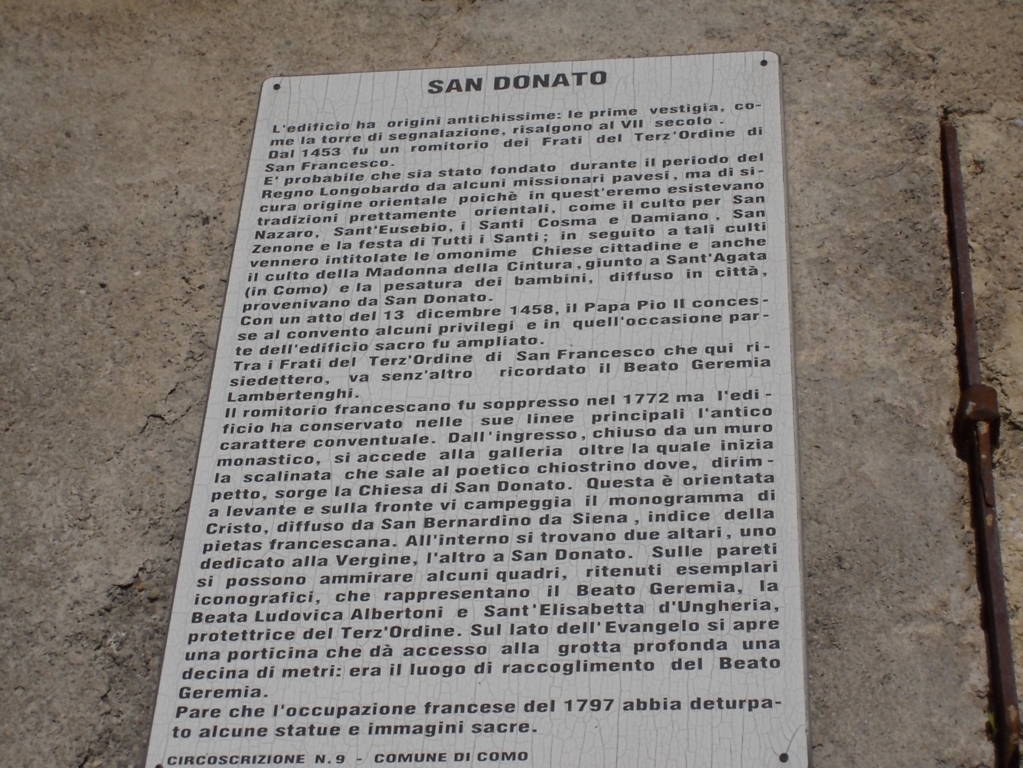 SAN DONATO
L'edificio ha origini antichissime: le prime vestigia, co-
me la torre di segnalazione, risalgono al VII secolo.
Dal 1453 fu un romitorio dei Frati del Terz'Ordine di
San Francesco.
E' probabile che sia stato fondato durante il periodo del
Regno Longobardo da alcuni missionari pavesi, ma di si-
cura origine orientale poichè in quest'eremo esistevano
tradizioni prettamente orientali, come il culto per San
Nazaro, Sant'Eusebio, i Santi Cosma e Damiano, San
Zenone e la festa di Tutti i Santi; in seguito a tali culti
vennero intitolate le omonime Chiese cittadine e anche
il culto della Madonna della Cintura, giunto a Sant'Agata
(in Como) e la pesatura dei bambini, diffuso in città,
provenivano da San Donato.
Con un atto del 13 dicembre 1458, il Papa Pio II conces-
se al convento alcuni privilegi e in quell'occasione par-
te dell'edificio sacro fu ampliato.
Tra i Frati del Terz'Ordine di San Francesco che qui ri-
siedettero, va senz'altro ricordato il Beato Geremia
Lambertenghi.
Il romitorio francescano fu soppresso nel 1772 ma l'edi-
ficio ha conservato nelle sue linee principali l'antico
carattere conventuale. Dall'ingresso, chiuso da un muro
monastico, si accede alla galleria oltre la quale inizia
la scalinata che sale al poetico chiostrino dove, dirim-
petto, sorge la Chiesa di San Donato. Questa è orientata
a levante e sulla fronte vi campeggia il monogramma di
Cristo, diffuso da San Bernardino da Siena, indice della
pietas francescana. All'interno si trovano due altari, uno
dedicato alla Vergine, l'altro a San Donato. Sulle pareti
si possono ammirare alcuni quadri, ritenuti esemplari
iconografici, che rappresentano il Beato Geremia, la
Beata Ludovica Albertoni e Sant'Elisabetta d'Ungheria,
protettrice del Terz'Ordine. Sul lato dell'Evangelo si apre
una porticina che dà accesso alla grotta profonda una
decina di metri: era il luogo di raccoglimento del Beato
Geremia.
Pare che l'occupazione francese del 1797 abbia deturpa-
to alcune statue e immagini sacre.
CIRCOSCRIZIONE N.9 - COMUNE DI COMO